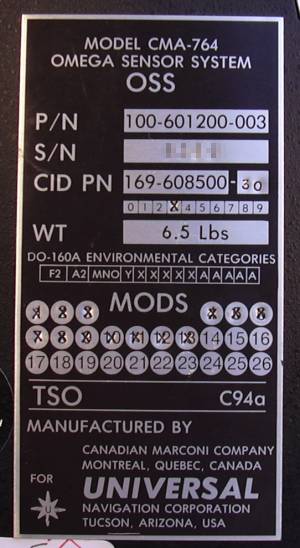 MODEL CMA-764
OMEGA SENSOR SYSTEM
OSS
P/N 100-601200-003
S/N
CID PN 169-608500-30
0 1 2 X 4 5 6 7 8 9
WT 6.5 Lbs
DO-160A ENVIRONMENTAL CATEGORIES
F2 A2 MNO Y X X X X X X A A A A A
MODS
14 15 16
17 18 19 20 21 22 23 24 25 26
TSO C94a
MANUFACTURED BY
CANADIAN MARCONI COMPANY
MONTREAL, QUEBEC, CANADA
FOR UNIVERSAL
U
NAVIGATION CORPORATION
TUCSON, ARIZONA, USA